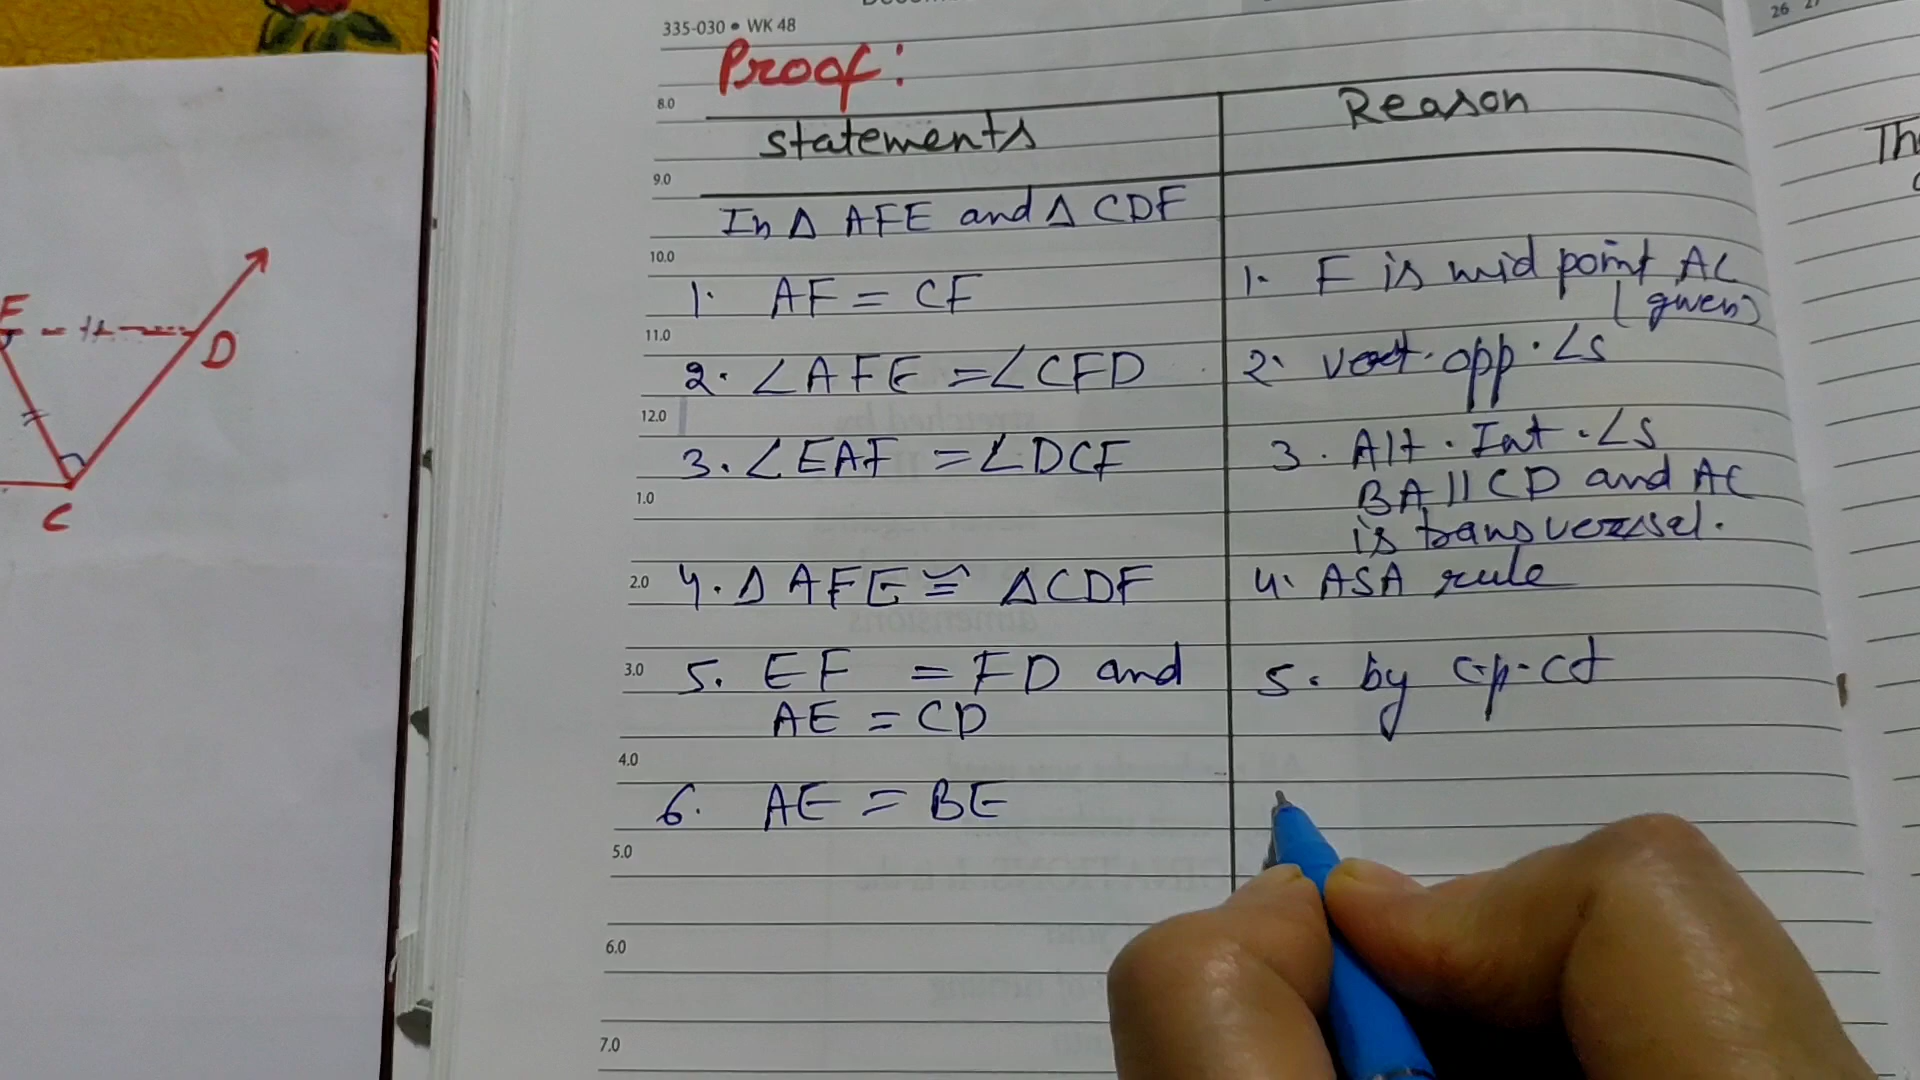 335-030 • WK 48
Proof:
statements
Reason
8.0
9.0
In Δ AFE and Δ CDF
10.0
1. AF = CF
1. F is mid point AC
(given)
11.0
2. ∠AFE = ∠CFD
2. vert. opp. ∠s
12.0
3. ∠EAF = ∠DCF
3. Alt. Int. ∠s
BA || CD and AC
is transversal.
1.0
2.0
4. Δ AFE ≅ Δ CDF
4. ASA rule
3.0
5. EF = FD and
AE = CD
5. by c.p.ct
4.0
6. AE = BE
5.0
6.0
7.0
F
D
C
26